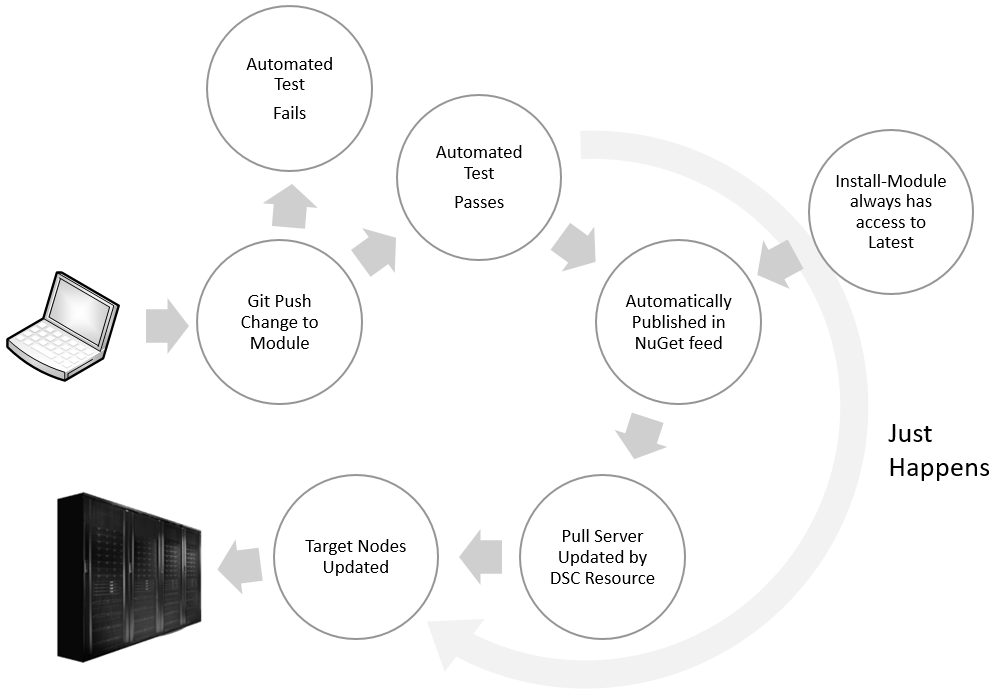 Automated
Test
Fails
Automated
Test
Passes
Install-Module
always has
access to
Latest
Git Push
Change to
Module
Automatically
Published in
NuGet feed
Just
Happens
Target Nodes
Updated
Pull Server
Updated by
DSC Resource